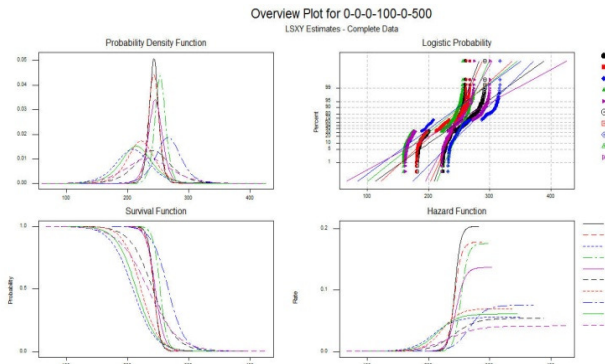 Overview Plot for 0-0-0-100-0-500
LSXY Estimates - Complete Data
Probability Density Function
Logistic Probability
0.05
0.04
0.03
0.02
0.01
0.00
100
200
300
400
Percent
99
1
100
200
300
400
Survival Function
Hazard Function
Probability
1.0
0.5
0.0
Rate
0.2
0.1
0.0